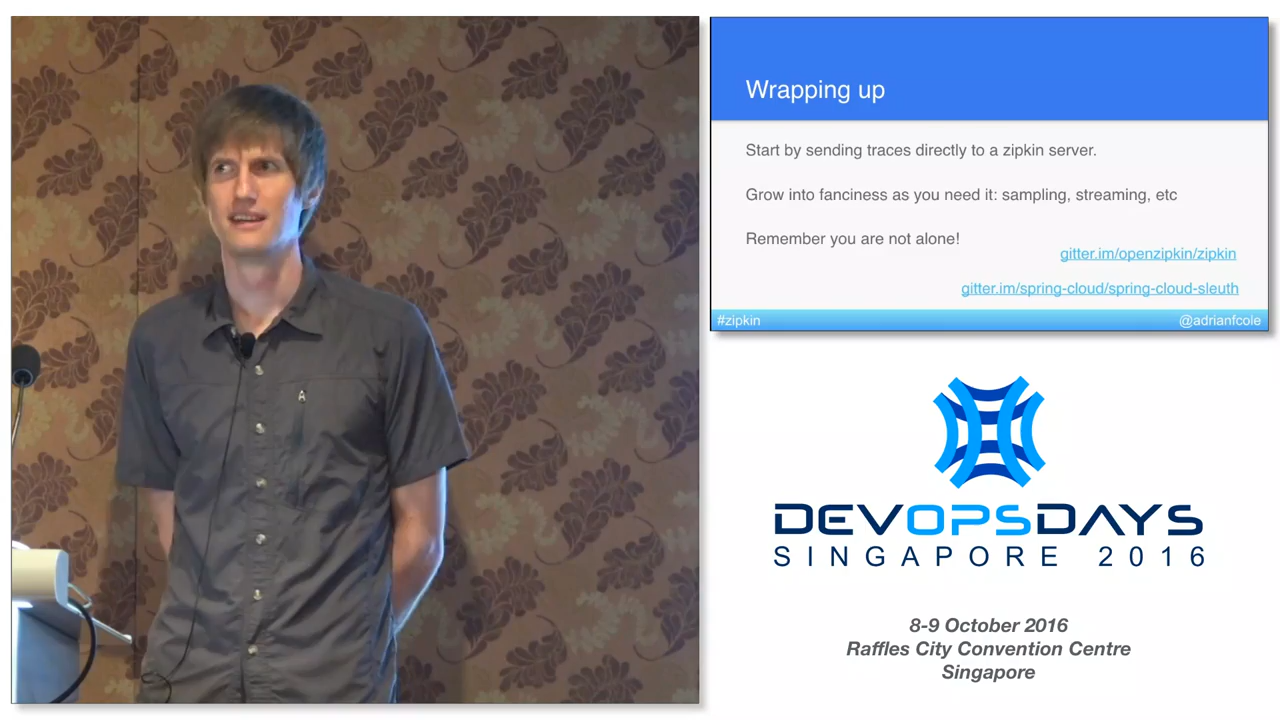 Wrapping up
Start by sending traces directly to a zipkin server.
Grow into fanciness as you need it: sampling, streaming, etc
Remember you are not alone!
gitter.im/openzipkin/zipkin
gitter.im/spring-cloud/spring-cloud-sleuth
#zipkin @adrianfcole
DEVOPSDAYS
SINGAPORE 2016
8-9 October 2016
Raffles City Convention Centre
Singapore